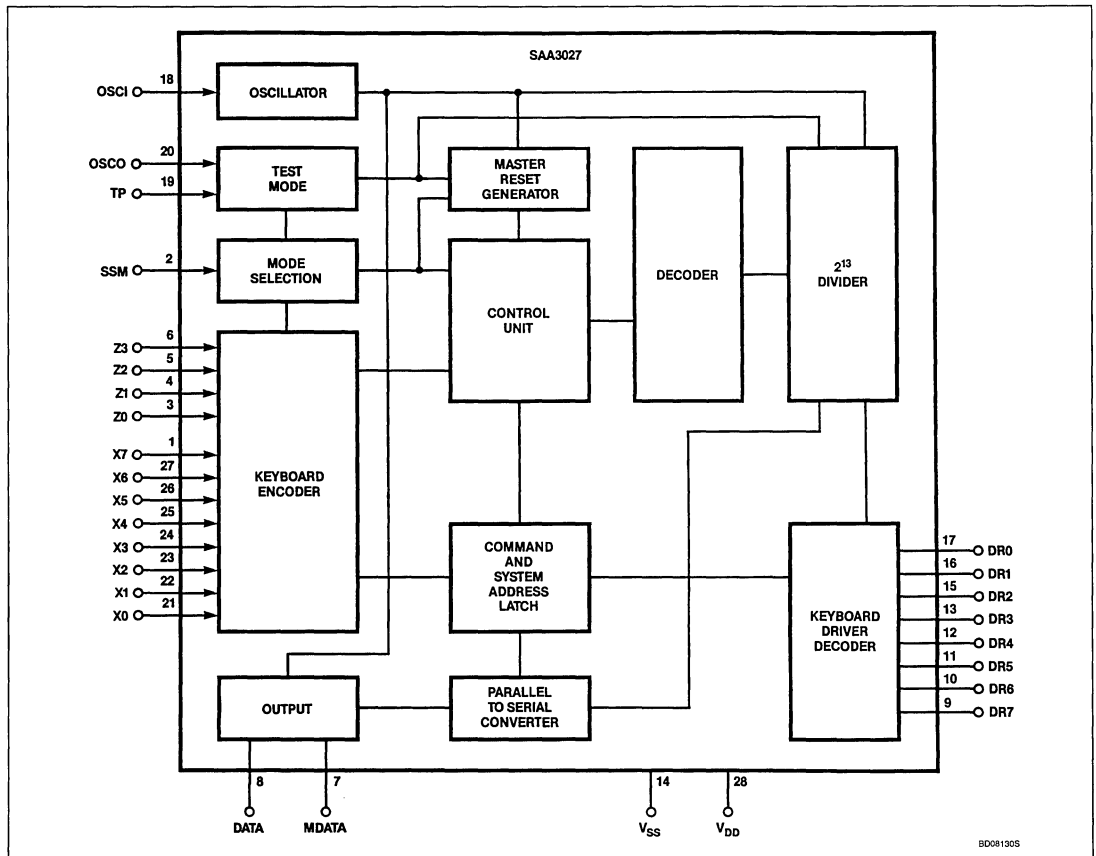 SAA3027
OSCI
18
OSCILLATOR
OSCO
20
TP
19
TEST
MODE
MASTER
RESET
GENERATOR
SSM
2
MODE
SELECTION
CONTROL
UNIT
DECODER
2¹³
DIVIDER
Z3
6
Z2
5
Z1
4
Z0
3
X7
1
X6
27
X5
26
X4
25
X3
24
X2
23
X1
22
X0
21
KEYBOARD
ENCODER
COMMAND
AND
SYSTEM
ADDRESS
LATCH
KEYBOARD
DRIVER
DECODER
17
DR0
16
DR1
15
DR2
13
DR3
12
DR4
11
DR5
10
DR6
9
DR7
OUTPUT
PARALLEL
TO SERIAL
CONVERTER
8
7
14
28
DATA
MDATA
VSS
VDD
BD08130S